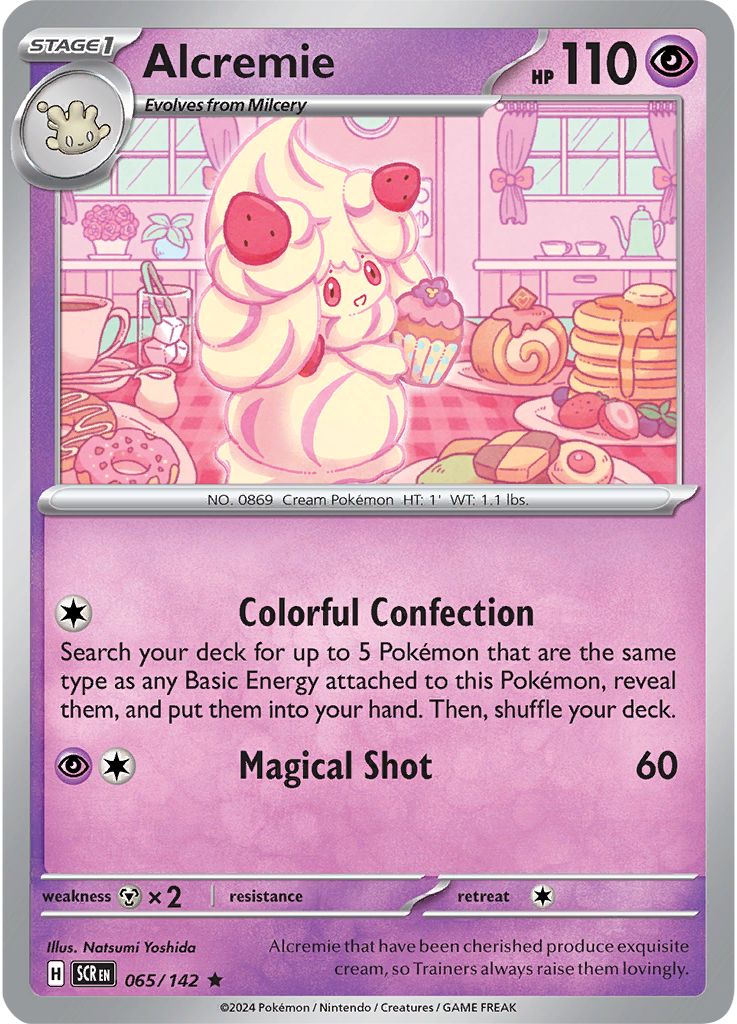 STAGE1
Alcremie
HP 110
Evolves from Milcery
NO. 0869 Cream Pokémon HT: 1' WT: 1.1 lbs.
Colorful Confection
Search your deck for up to 5 Pokémon that are the same
type as any Basic Energy attached to this Pokémon, reveal
them, and put them into your hand. Then, shuffle your deck.
Magical Shot 60
weakness ×2 resistance retreat
Illus. Natsumi Yoshida
H SCR EN 065/142 ★
Alcremie that have been cherished produce exquisite
cream, so Trainers always raise them lovingly.
©2024 Pokémon / Nintendo / Creatures / GAME FREAK